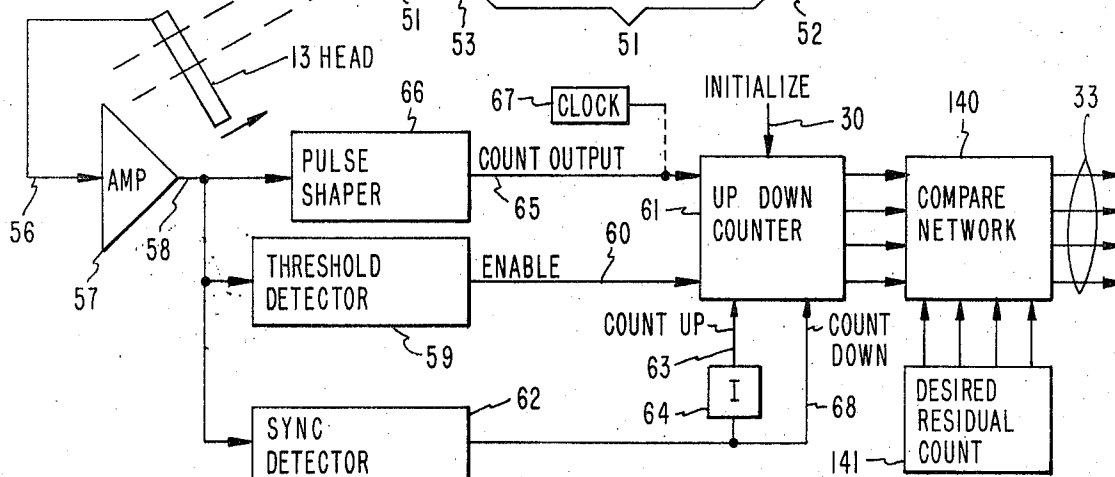 51
53
51
52
13 HEAD
67
CLOCK
INITIALIZE
30
140
33
66
AMP
PULSE
SHAPER
COUNT OUTPUT
65
61
UP DOWN
COUNTER
COMPARE
NETWORK
56
58
57
THRESHOLD
DETECTOR
ENABLE
60
59
COUNT UP
63
COUNT
DOWN
I
64
68
62
SYNC
DETECTOR
DESIRED
RESIDUAL
COUNT
141